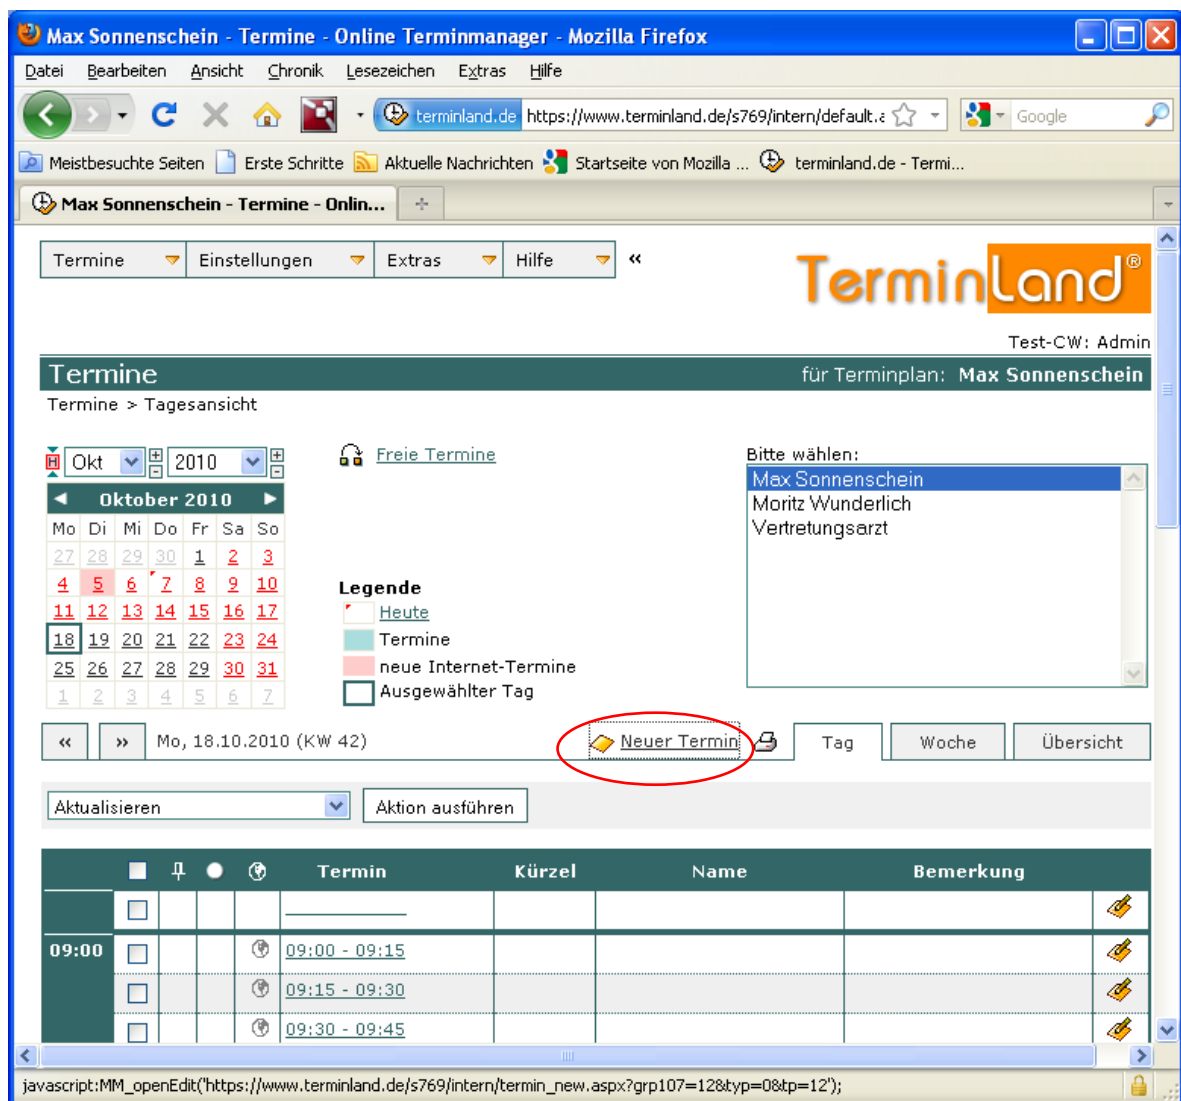 Max Sonnenschein - Termine - Online Terminmanager - Mozilla Firefox
Datei Bearbeiten Ansicht Chronik Lesezeichen Extras Hilfe
terminland.de https://www.terminland.de/s769/intern/default.a Google
Meistbesuchte Seiten Erste Schritte Aktuelle Nachrichten Startseite von Mozilla ... terminland.de - Termi...
Max Sonnenschein - Termine - Onlin...
Termine Einstellungen Extras Hilfe «
TerminLand®
Test-CW: Admin
Termine für Terminplan: Max Sonnenschein
Termine > Tagesansicht
H Okt 2010 Freie Termine Bitte wählen:
Max Sonnenschein
Moritz Wunderlich
Vertretungsarzt
Oktober 2010
Mo Di Mi Do Fr Sa So
27 28 29 30 1 2 3
4 5 6 7 8 9 10
11 12 13 14 15 16 17
18 19 20 21 22 23 24
25 26 27 28 29 30 31
1 2 3 4 5 6 7
Legende
Heute
Termine
neue Internet-Termine
Ausgewählter Tag
« » Mo, 18.10.2010 (KW 42) Neuer Termin Tag Woche Übersicht
Aktualisieren Aktion ausführen
Termin Kürzel Name Bemerkung
09:00 09:00 - 09:15
09:15 - 09:30
09:30 - 09:45
javascript:MM_openEdit('https://www.terminland.de/s769/intern/termin_new.aspx?grp107=12&typ=0&tp=12');